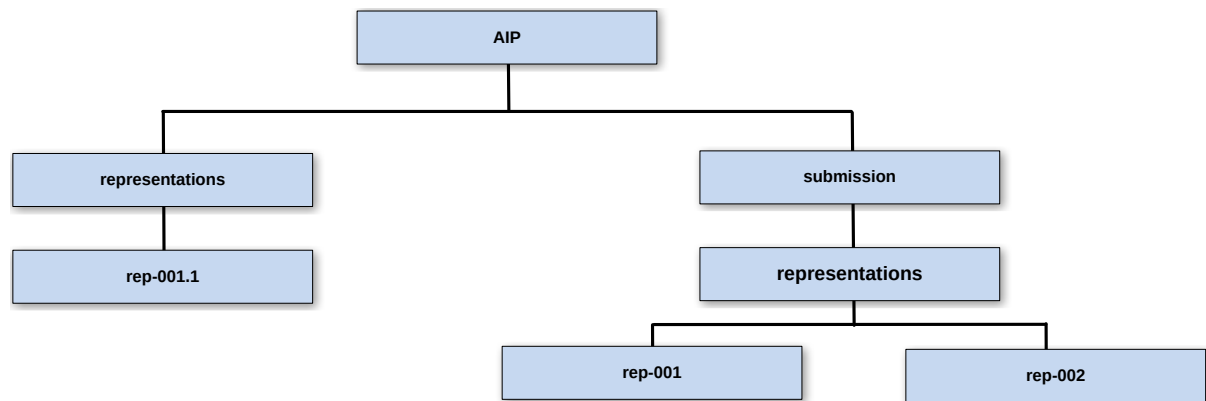 AIP
representations
submission
rep-001.1
representations
rep-001
rep-002